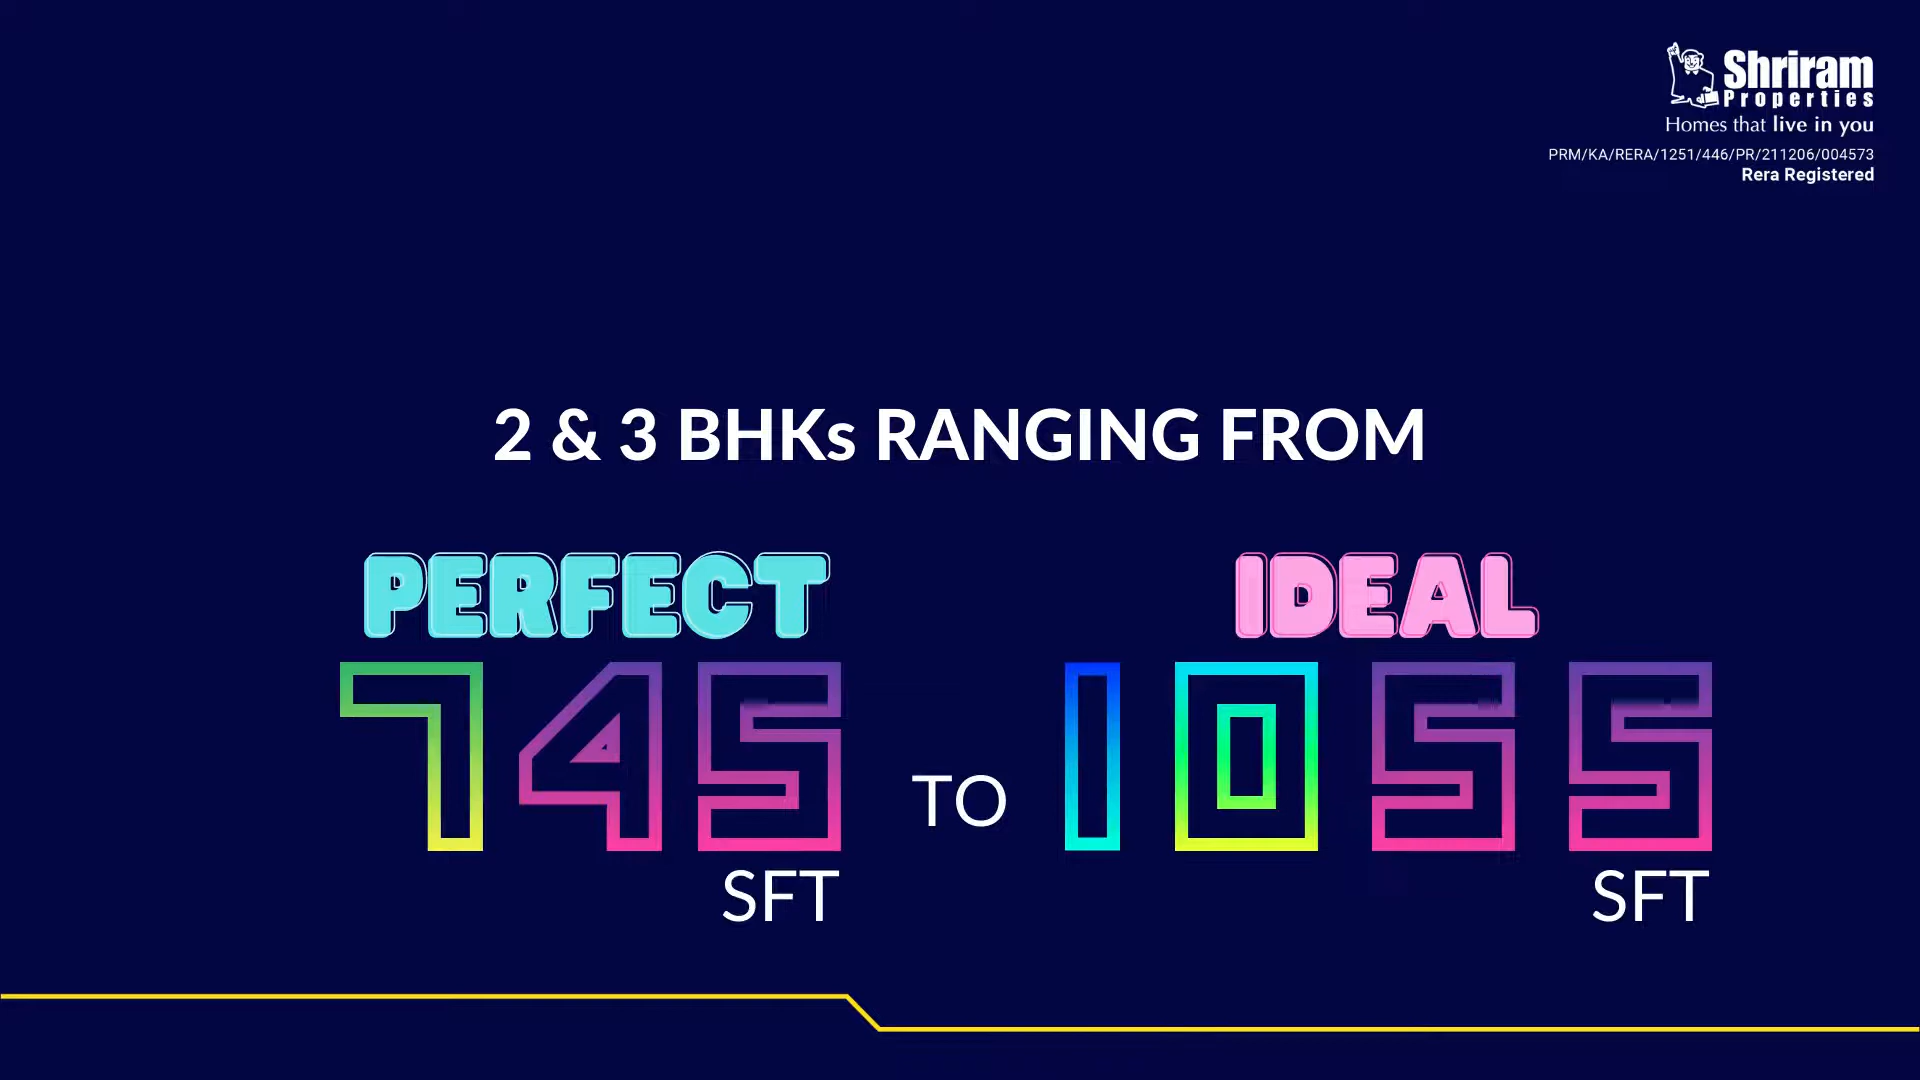 Shriram
Properties
Homes that live in you
PRM/KA/RERA/1251/446/PR/211206/004573
Rera Registered
2 & 3 BHKs RANGING FROM
PERFECT IDEAL
745 TO 1055
SFT SFT